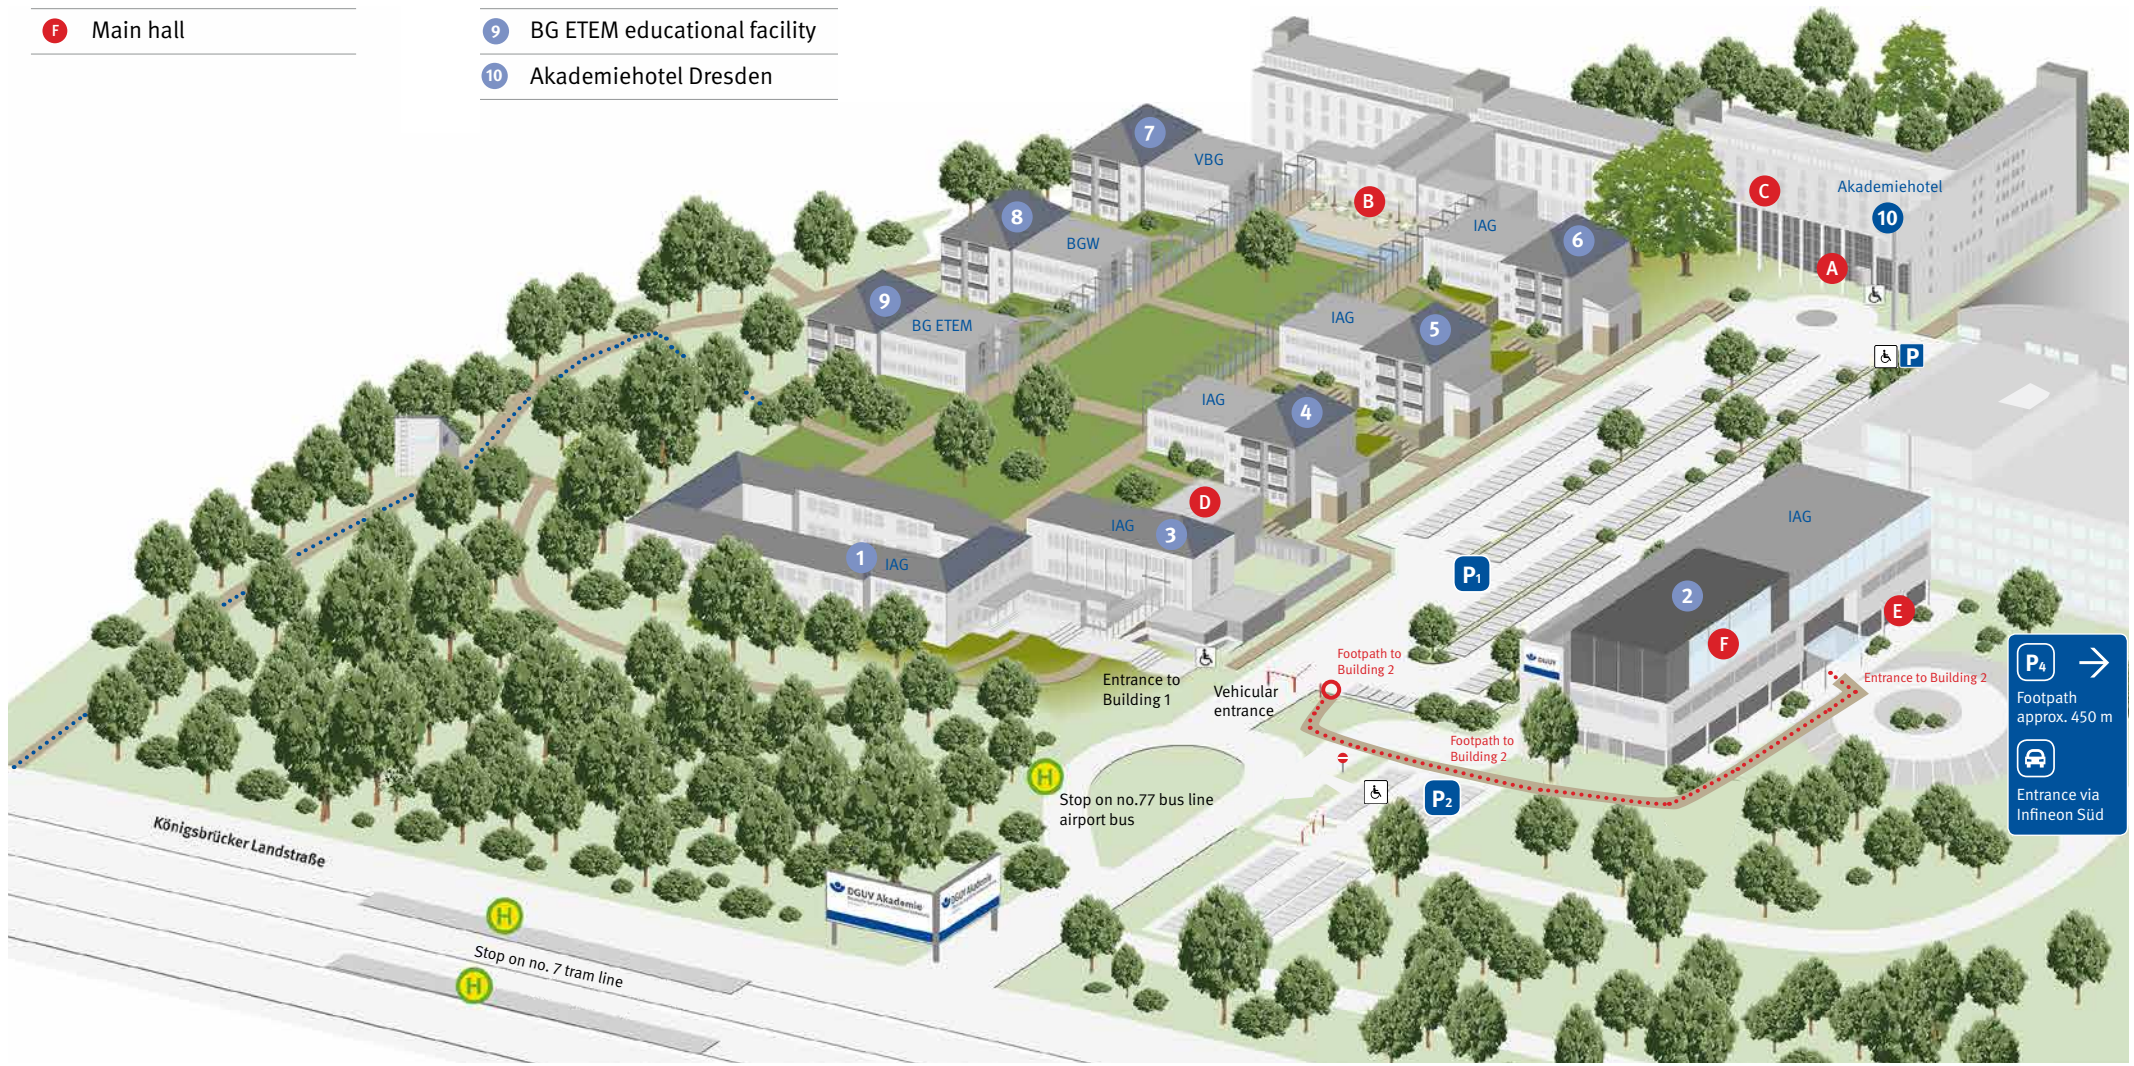 F Main hall
9 BG ETEM educational facility
10 Akademiehotel Dresden
7
VBG
8
BGW
9
BG ETEM
B
C
Akademiehotel
10
A
IAG
6
IAG
5
IAG
4
P
D
IAG
3
1
IAG
IAG
2
P1
E
F
DGUV
Footpath to
Building 2
Entrance to
Building 1
Vehicular
entrance
Entrance to Building 2
Footpath to
Building 2
P2
P4
Footpath
approx. 450 m
Entrance via
Infineon Süd
H
Stop on no.77 bus line
airport bus
Königsbrücker Landstraße
DGUV Akademie
DGUV Akademie
H
Stop on no. 7 tram line
H